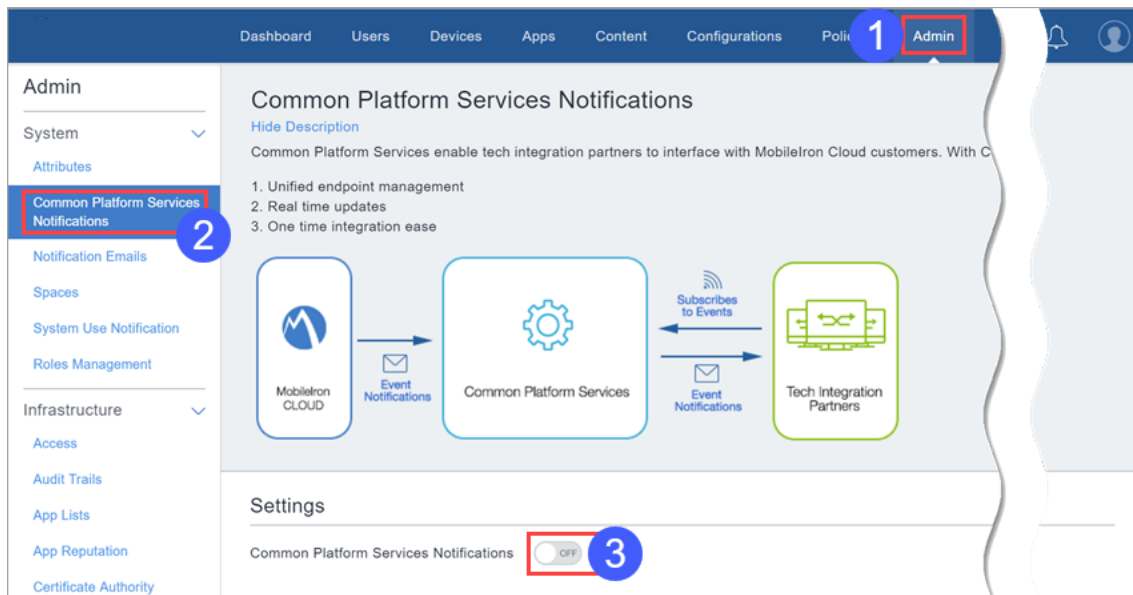 Dashboard Users Devices Apps Content Configurations 1 Admin
Admin
System
Attributes
Common Platform Services
Notifications
2
Notification Emails
Spaces
System Use Notification
Roles Management
Infrastructure
Access
Audit Trails
App Lists
App Reputation
Certificate Authority
Common Platform Services Notifications
Hide Description
Common Platform Services enable tech integration partners to interface with MobileIron Cloud customers. With
1. Unified endpoint management
2. Real time updates
3. One time integration ease
MobileIron
CLOUD
Event
Notifications
Common Platform Services
Subscribes
to Events
Event
Notifications
Tech Integration
Partners
Settings
Common Platform Services Notifications OFF 3